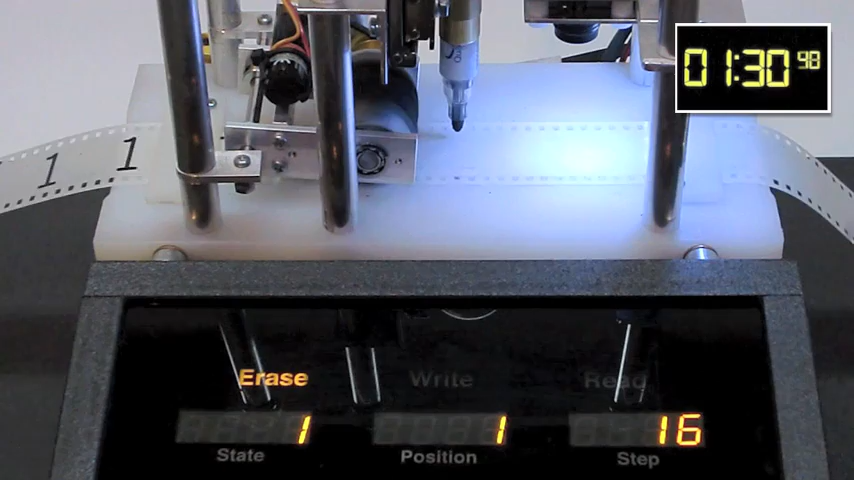 01:30 98
1 1
Erase Write Read
1 1 16
State Position Step